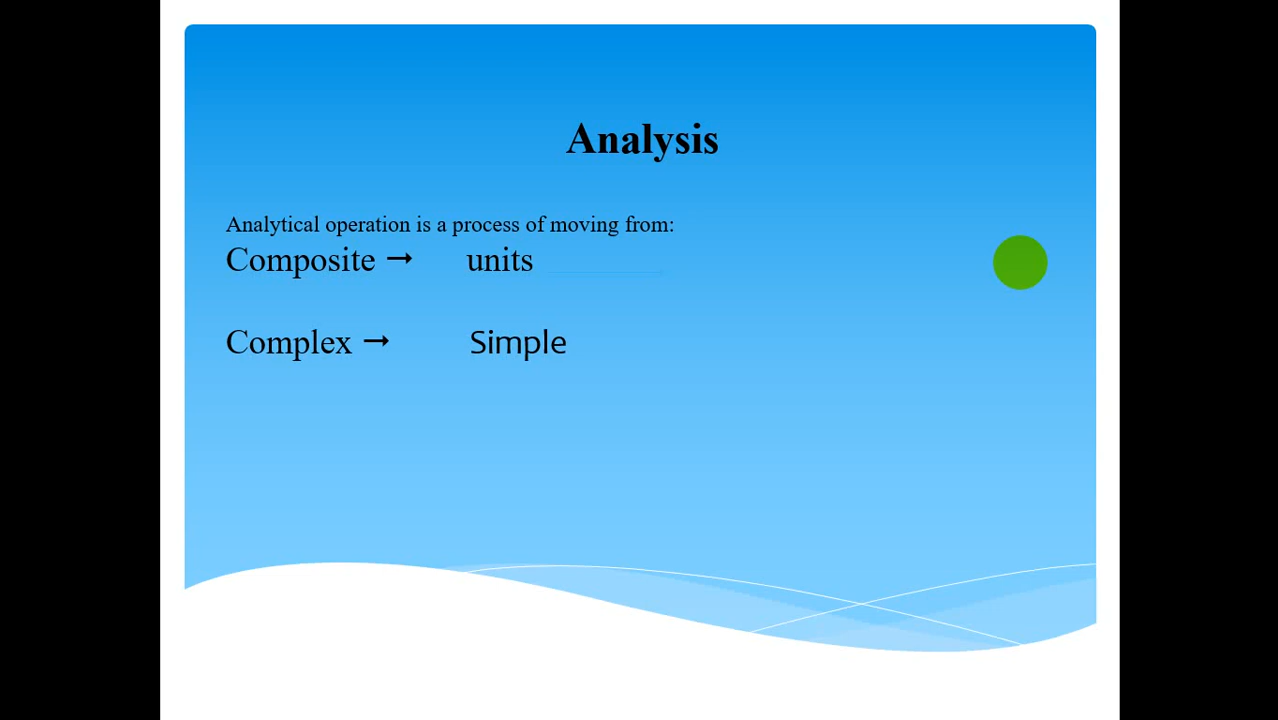 Analysis
Analytical operation is a process of moving from:
Composite → units
Complex → Simple